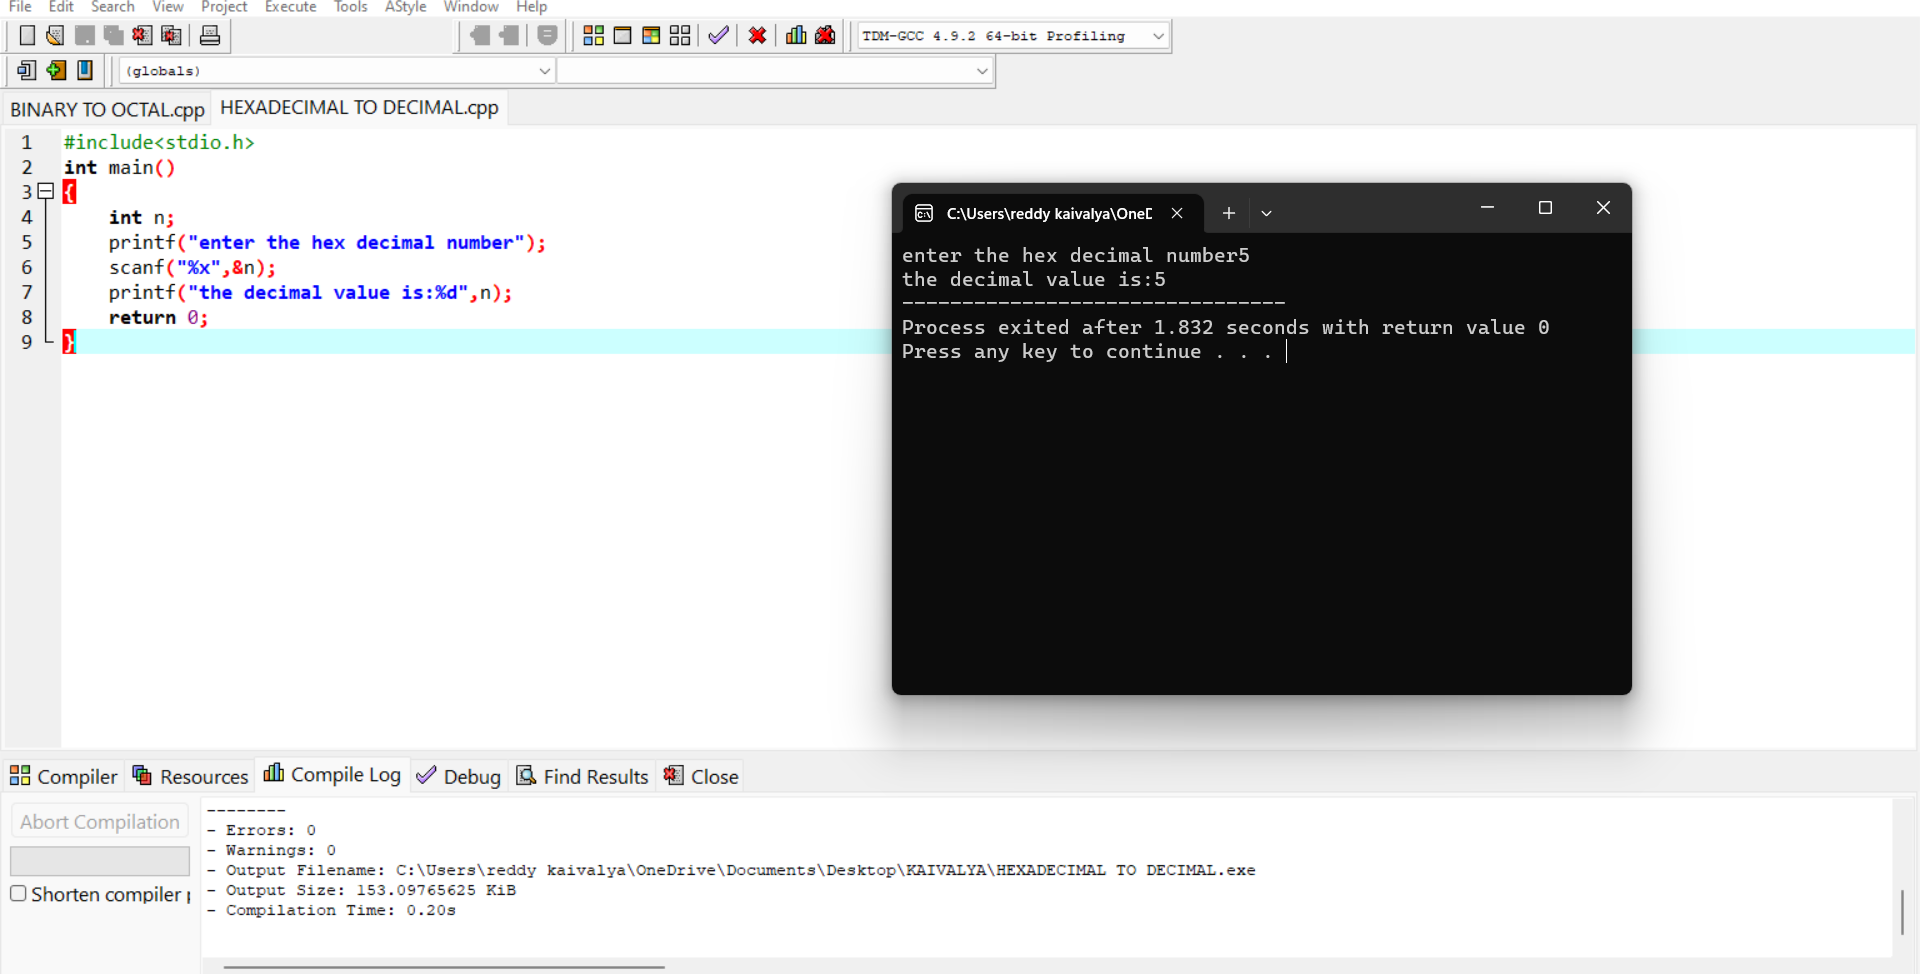 File Edit Search View Project Execute Tools AStyle Window Help
TDM-GCC 4.9.2 64-bit Profiling
(globals)
BINARY TO OCTAL.cpp HEXADECIMAL TO DECIMAL.cpp
1 #include<stdio.h>
2 int main()
3 {
4 int n;
5 printf("enter the hex decimal number");
6 scanf("%x",&n);
7 printf("the decimal value is:%d",n);
8 return 0;
9 }
C:\Users\reddy kaivalya\OneD
enter the hex decimal number5
the decimal value is:5
--------------------------------
Process exited after 1.832 seconds with return value 0
Press any key to continue . . .
Compiler Resources Compile Log Debug Find Results Close
Abort Compilation
Shorten compiler p
--------
- Errors: 0
- Warnings: 0
- Output Filename: C:\Users\reddy kaivalya\OneDrive\Documents\Desktop\KAIVALYA\HEXADECIMAL TO DECIMAL.exe
- Output Size: 153.09765625 KiB
- Compilation Time: 0.20s